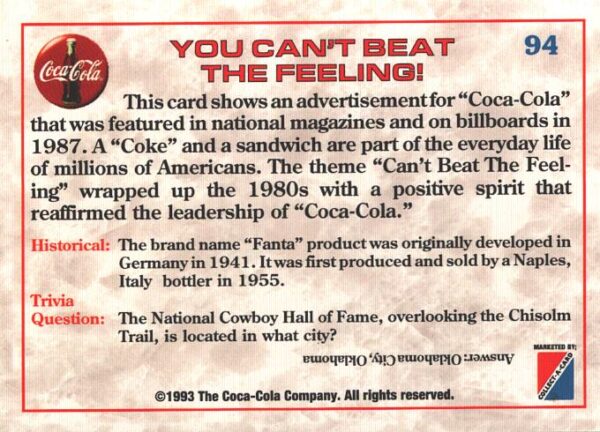 Coca-Cola
YOU CAN'T BEAT
THE FEELING!
94
This card shows an advertisement for "Coca-Cola"
that was featured in national magazines and on billboards in
1987. A "Coke" and a sandwich are part of the everyday life
of millions of Americans. The theme "Can't Beat The Feel-
ing" wrapped up the 1980s with a positive spirit that
reaffirmed the leadership of "Coca-Cola."
Historical: The brand name "Fanta" product was originally developed in
Germany in 1941. It was first produced and sold by a Naples,
Italy bottler in 1955.
Trivia
Question: The National Cowboy Hall of Fame, overlooking the Chisolm
Trail, is located in what city?
Answer: Oklahoma City, Oklahoma
MARKETED BY:
COLLECT-A-CARD
©1993 The Coca-Cola Company. All rights reserved.